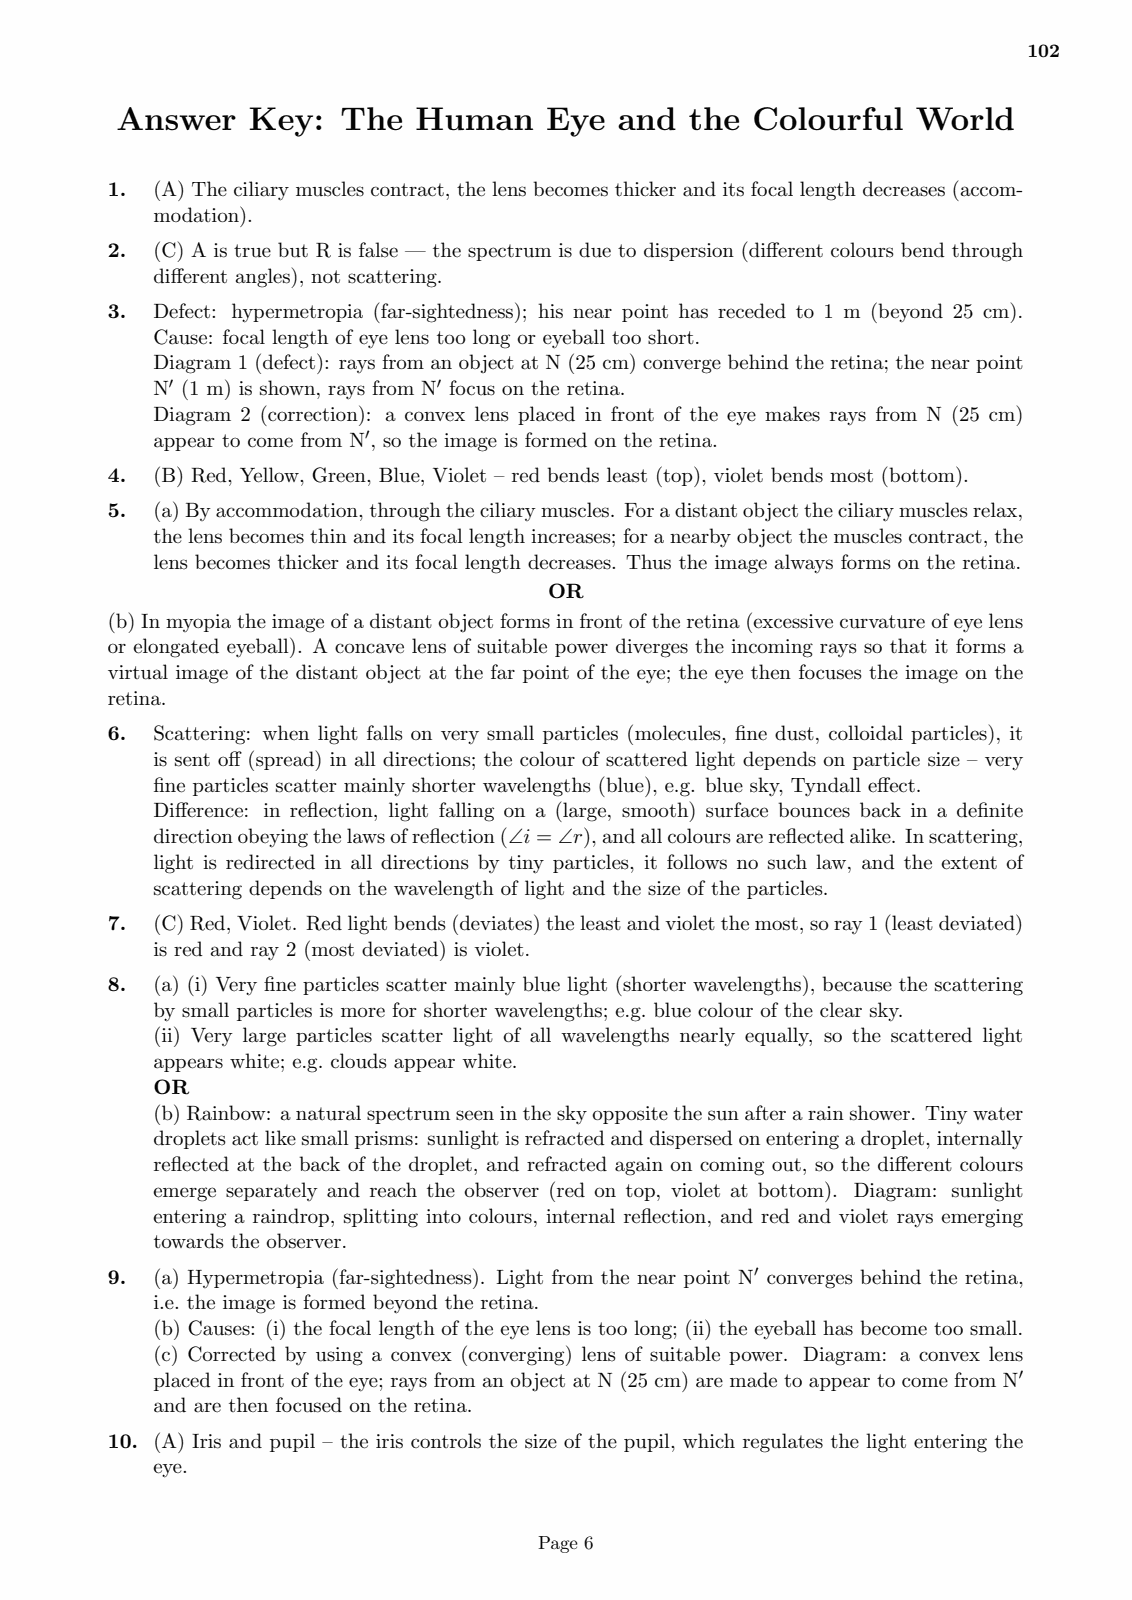 102
Answer Key: The Human Eye and the Colourful World
1. (A) The ciliary muscles contract, the lens becomes thicker and its focal length decreases (accom-
modation).
2. (C) A is true but R is false — the spectrum is due to dispersion (different colours bend through
different angles), not scattering.
3. Defect: hypermetropia (far-sightedness); his near point has receded to 1 m (beyond 25 cm).
Cause: focal length of eye lens too long or eyeball too short.
Diagram 1 (defect): rays from an object at N (25 cm) converge behind the retina; the near point
N′ (1 m) is shown, rays from N′ focus on the retina.
Diagram 2 (correction): a convex lens placed in front of the eye makes rays from N (25 cm)
appear to come from N′, so the image is formed on the retina.
4. (B) Red, Yellow, Green, Blue, Violet – red bends least (top), violet bends most (bottom).
5. (a) By accommodation, through the ciliary muscles. For a distant object the ciliary muscles relax,
the lens becomes thin and its focal length increases; for a nearby object the muscles contract, the
lens becomes thicker and its focal length decreases. Thus the image always forms on the retina.
OR
(b) In myopia the image of a distant object forms in front of the retina (excessive curvature of eye lens
or elongated eyeball). A concave lens of suitable power diverges the incoming rays so that it forms a
virtual image of the distant object at the far point of the eye; the eye then focuses the image on the
retina.
6. Scattering: when light falls on very small particles (molecules, fine dust, colloidal particles), it
is sent off (spread) in all directions; the colour of scattered light depends on particle size – very
fine particles scatter mainly shorter wavelengths (blue), e.g. blue sky, Tyndall effect.
Difference: in reflection, light falling on a (large, smooth) surface bounces back in a definite
direction obeying the laws of reflection (∠i = ∠r), and all colours are reflected alike. In scattering,
light is redirected in all directions by tiny particles, it follows no such law, and the extent of
scattering depends on the wavelength of light and the size of the particles.
7. (C) Red, Violet. Red light bends (deviates) the least and violet the most, so ray 1 (least deviated)
is red and ray 2 (most deviated) is violet.
8. (a) (i) Very fine particles scatter mainly blue light (shorter wavelengths), because the scattering
by small particles is more for shorter wavelengths; e.g. blue colour of the clear sky.
(ii) Very large particles scatter light of all wavelengths nearly equally, so the scattered light
appears white; e.g. clouds appear white.
OR
(b) Rainbow: a natural spectrum seen in the sky opposite the sun after a rain shower. Tiny water
droplets act like small prisms: sunlight is refracted and dispersed on entering a droplet, internally
reflected at the back of the droplet, and refracted again on coming out, so the different colours
emerge separately and reach the observer (red on top, violet at bottom). Diagram: sunlight
entering a raindrop, splitting into colours, internal reflection, and red and violet rays emerging
towards the observer.
9. (a) Hypermetropia (far-sightedness). Light from the near point N′ converges behind the retina,
i.e. the image is formed beyond the retina.
(b) Causes: (i) the focal length of the eye lens is too long; (ii) the eyeball has become too small.
(c) Corrected by using a convex (converging) lens of suitable power. Diagram: a convex lens
placed in front of the eye; rays from an object at N (25 cm) are made to appear to come from N′
and are then focused on the retina.
10. (A) Iris and pupil – the iris controls the size of the pupil, which regulates the light entering the
eye.
Page 6